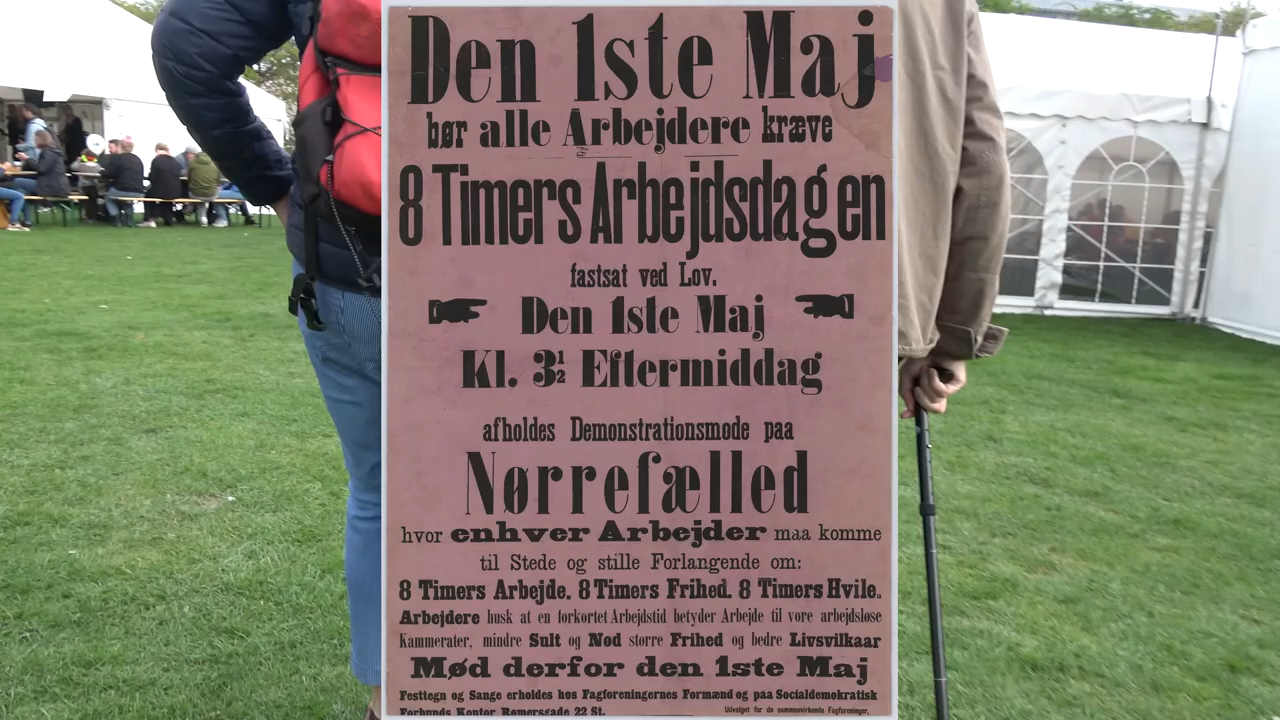 Den 1ste Maj
bør alle Arbejdere kræve
8 Timers Arbejdsdagen
fastsat ved Lov.
Den 1ste Maj
Kl. 3½ Eftermiddag
afholdes Demonstrationsmøde paa
Nørrefælled
hvor enhver Arbejder maa komme
til Stede og stille Forlangende om:
8 Timers Arbejde. 8 Timers Frihed. 8 Timers Hvile.
Arbejdere husk at en forkortet Arbejdstid betyder Arbejde til vore arbejdsløse
Kammerater, mindre Sult og Nød større Frihed og bedre Livsvilkaar
Mød derfor den 1ste Maj
Festtegn og Sange erholdes hos Fagforeningernes Formænd og paa Socialdemokratisk
Forbunds Kontor Rømersgade 22 St.
Udvalget for de sammenvirkende Fagforeninger,